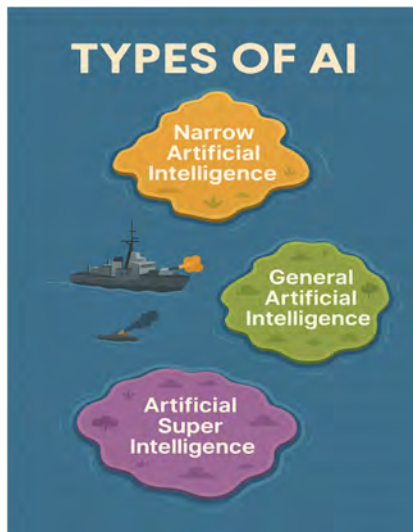 TYPES OF AI
Narrow
Artificial
Intelligence
General
Artificial
Intelligence
Artificial
Super
Intelligence